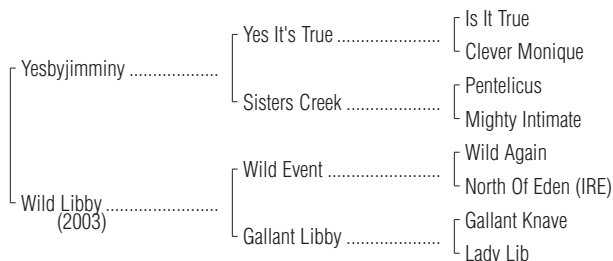 Is It True
Yes It's True ........................
Clever Monique
Yesbyjimminy ....................
Pentelicus
Sisters Creek ........................
Mighty Intimate
Wild Again
Wild Event ..........................
North Of Eden (IRE)
Wild Libby .........................
(2003)
Gallant Knave
Gallant Libby ......................
Lady Lib